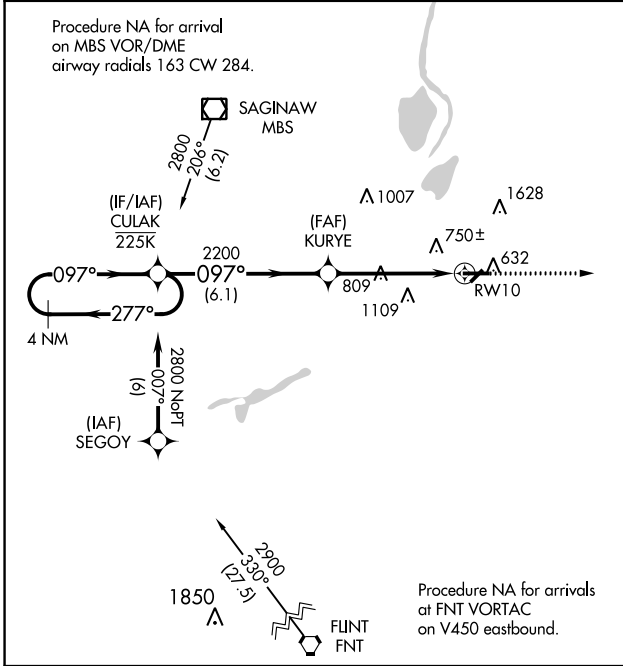 Procedure NA for arrival
on MBS VOR/DME
airway radials 163 CW 284.
SAGINAW
MBS
2800
206°
(6.2)
(IF/IAF)
CULAK
225K
(FAF)
KURYE
1007
1628
750±
632
2200
097°
097°
(6.1)
809
RW10
277°
1109
4 NM
2800 NoPT
007°
(6)
(IAF)
SEGOY
2900
330°
(27.5)
1850
FLINT
FNT
Procedure NA for arrivals
at FNT VORTAC
on V450 eastbound.